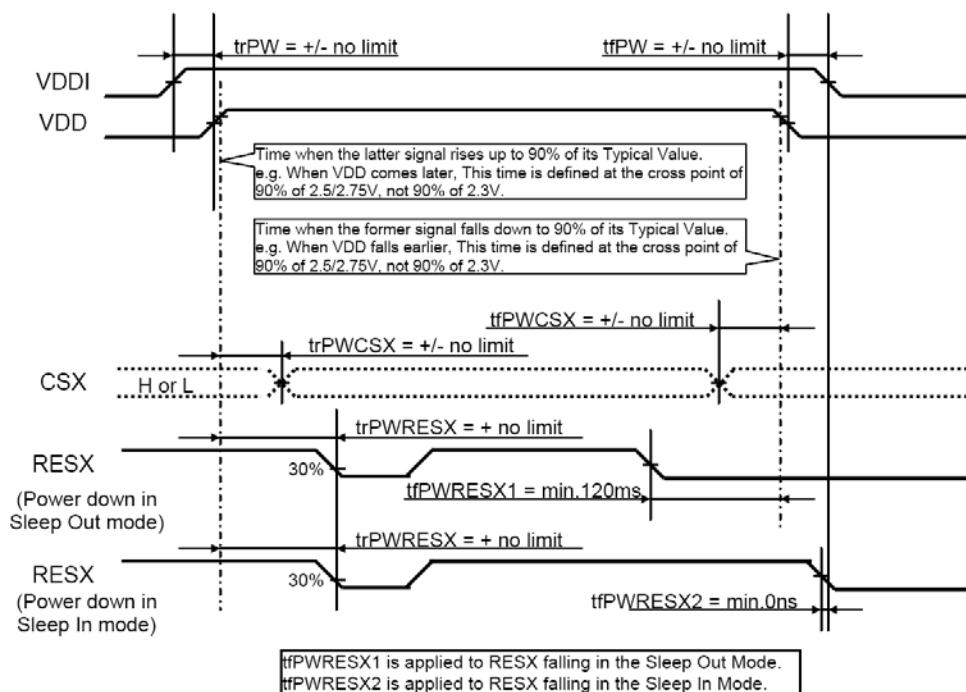 trPW = +/- no limit
tfPW = +/- no limit
VDDI
VDD
Time when the latter signal rises up to 90% of its Typical Value.
e.g. When VDD comes later, This time is defined at the cross point of
90% of 2.5/2.75V, not 90% of 2.3V.
Time when the former signal falls down to 90% of its Typical Value.
e.g. When VDD falls earlier, This time is defined at the cross point of
90% of 2.5/2.75V, not 90% of 2.3V.
tfPWCSX = +/- no limit
trPWCSX = +/- no limit
CSX
H or L
trPWRESX = + no limit
RESX
30%
(Power down in
Sleep Out mode)
tfPWRESX1 = min.120ms
trPWRESX = + no limit
RESX
30%
(Power down in
Sleep In mode)
tfPWRESX2 = min.0ns
tfPWRESX1 is applied to RESX falling in the Sleep Out Mode.
tfPWRESX2 is applied to RESX falling in the Sleep In Mode.